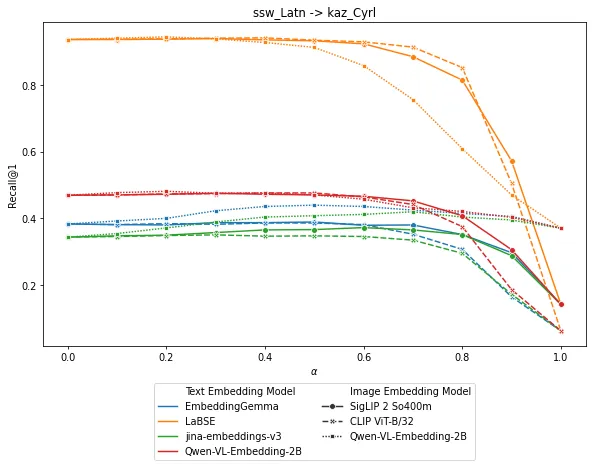 ssw_Latn -> kaz_Cyrl
Recall@1
0.8
0.6
0.4
0.2
0.0 0.2 0.4 0.6 0.8 1.0
α
Text Embedding Model Image Embedding Model
EmbeddingGemma SigLIP 2 So400m
LaBSE CLIP ViT-B/32
jina-embeddings-v3 Qwen-VL-Embedding-2B
Qwen-VL-Embedding-2B